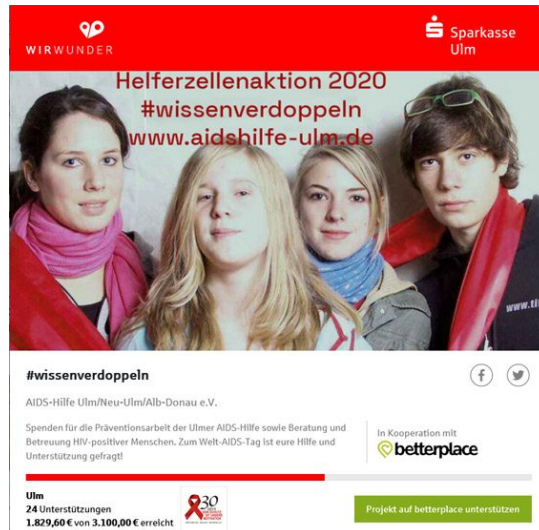 WIRWUNDER
Sparkasse
Ulm
Helferzellenaktion 2020
#wissenverdoppeln
www.aidshilfe-ulm.de
#wissenverdoppeln
AIDS-Hilfe Ulm/Neu-Ulm/Alb-Donau e.V.
Spenden für die Präventionsarbeit der Ulmer AIDS-Hilfe sowie Beratung und
Betreuung HIV-positiver Menschen. Zum Welt-AIDS-Tag ist eure Hilfe und
Unterstützung gefragt!
In Kooperation mit
betterplace
Ulm
24 Unterstützungen
1.829,60 € von 3.100,00 € erreicht
30
Projekt auf betterplace unterstützen